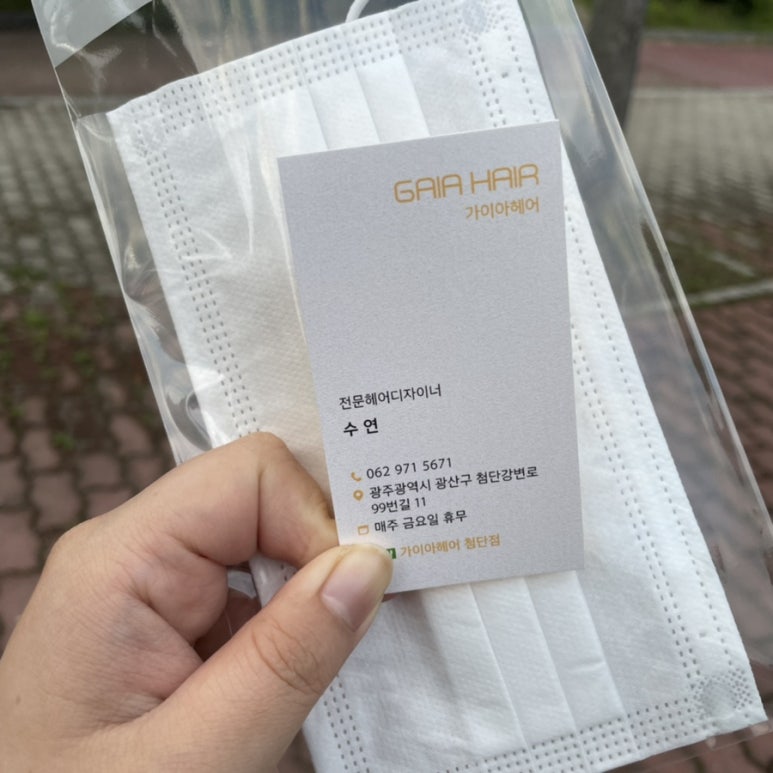 GAIA HAIR
가이아헤어
전문헤어디자이너
수 연
062 971 5671
광주광역시 광산구 첨단강변로
99번길 11
매주 금요일 휴무
가이아헤어 첨단점